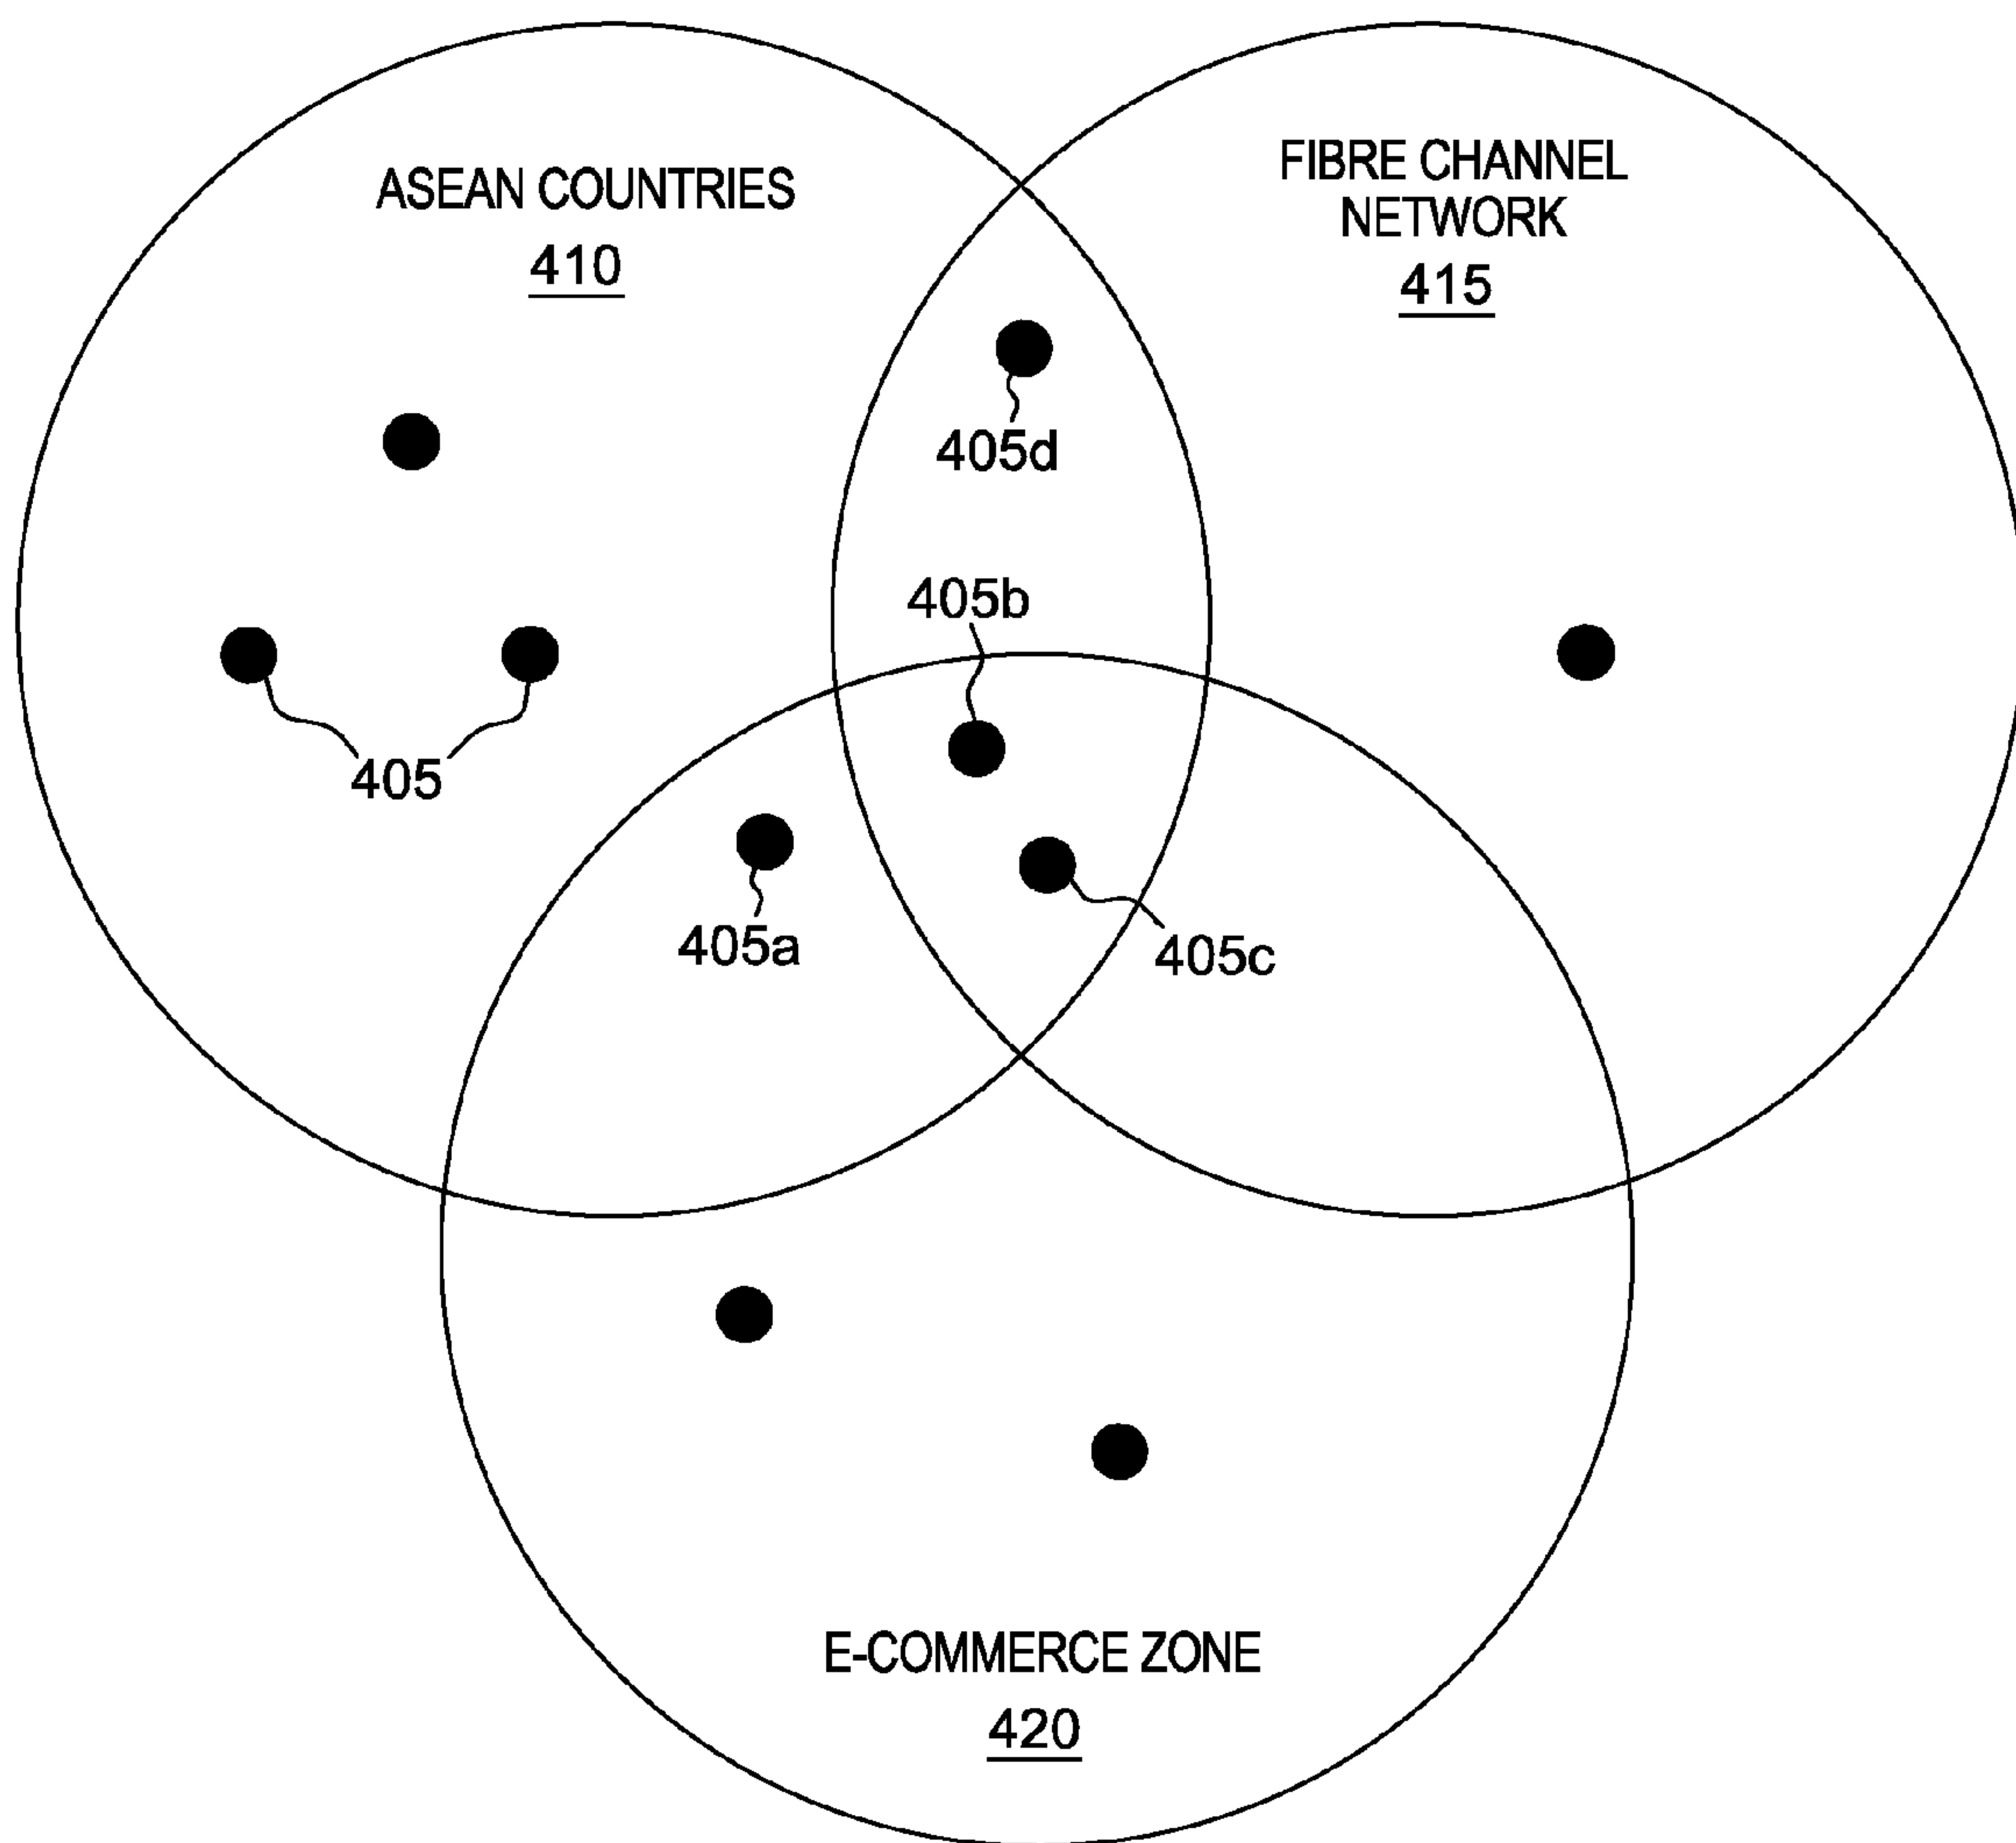 ASEAN COUNTRIES
410
FIBRE CHANNEL
NETWORK
415
405d
405b
405
405a
405c
E-COMMERCE ZONE
420